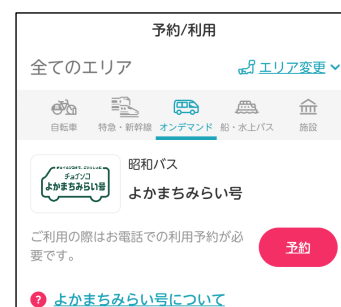 予約/利用
全てのエリア
エリア変更
自転車 特急・新幹線 オンデマンド 船・水上バス 施設
チョイソコ
よかまちみらい号
昭和バス
よかまちみらい号
ご利用の際はお電話での利用予約が必
要です。
予約
? よかまちみらい号について